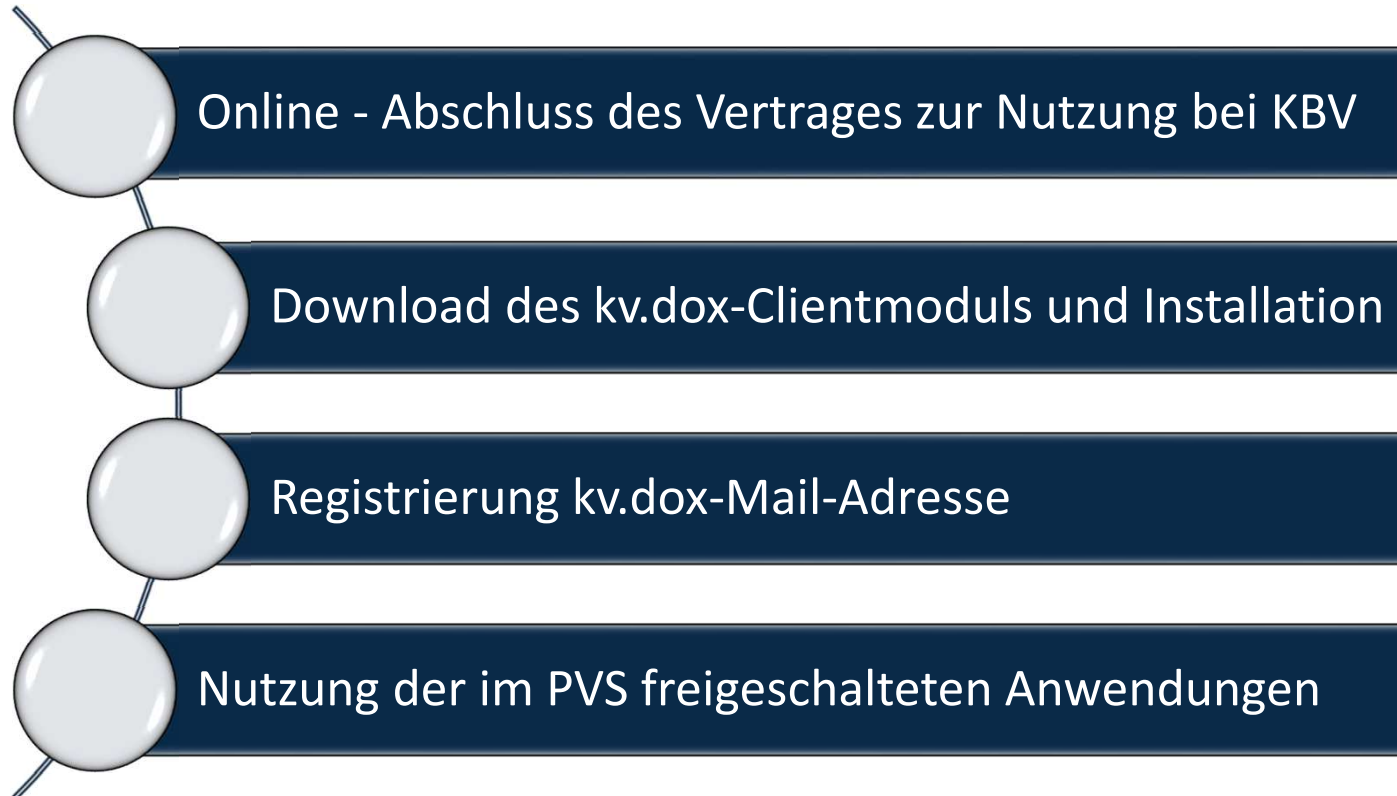 Online - Abschluss des Vertrages zur Nutzung bei KBV
Download des kv.dox-Clientmoduls und Installation
Registrierung kv.dox-Mail-Adresse
Nutzung der im PVS freigeschalteten Anwendungen